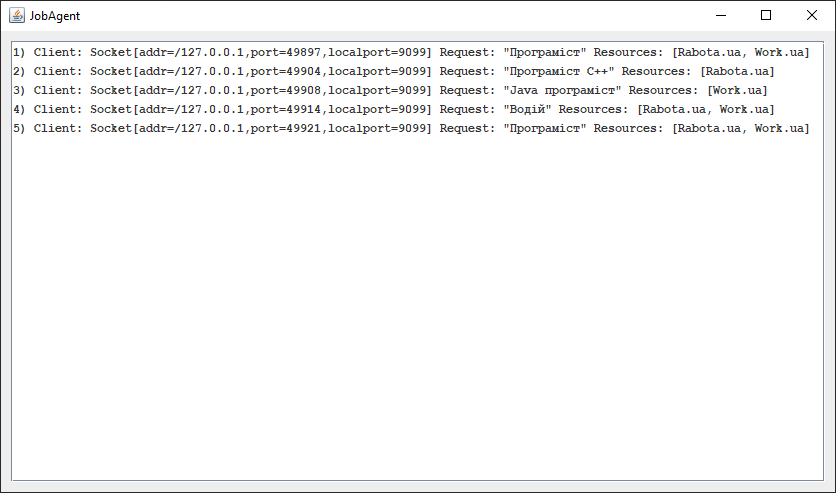 JobAgent
1) Client: Socket[addr=/127.0.0.1,port=49897,localport=9099] Request: "Програміст" Resources: [Rabota.ua, Work.ua]
2) Client: Socket[addr=/127.0.0.1,port=49904,localport=9099] Request: "Програміст C++" Resources: [Rabota.ua]
3) Client: Socket[addr=/127.0.0.1,port=49908,localport=9099] Request: "Java програміст" Resources: [Work.ua]
4) Client: Socket[addr=/127.0.0.1,port=49914,localport=9099] Request: "Водій" Resources: [Rabota.ua, Work.ua]
5) Client: Socket[addr=/127.0.0.1,port=49921,localport=9099] Request: "Програміст" Resources: [Rabota.ua, Work.ua]